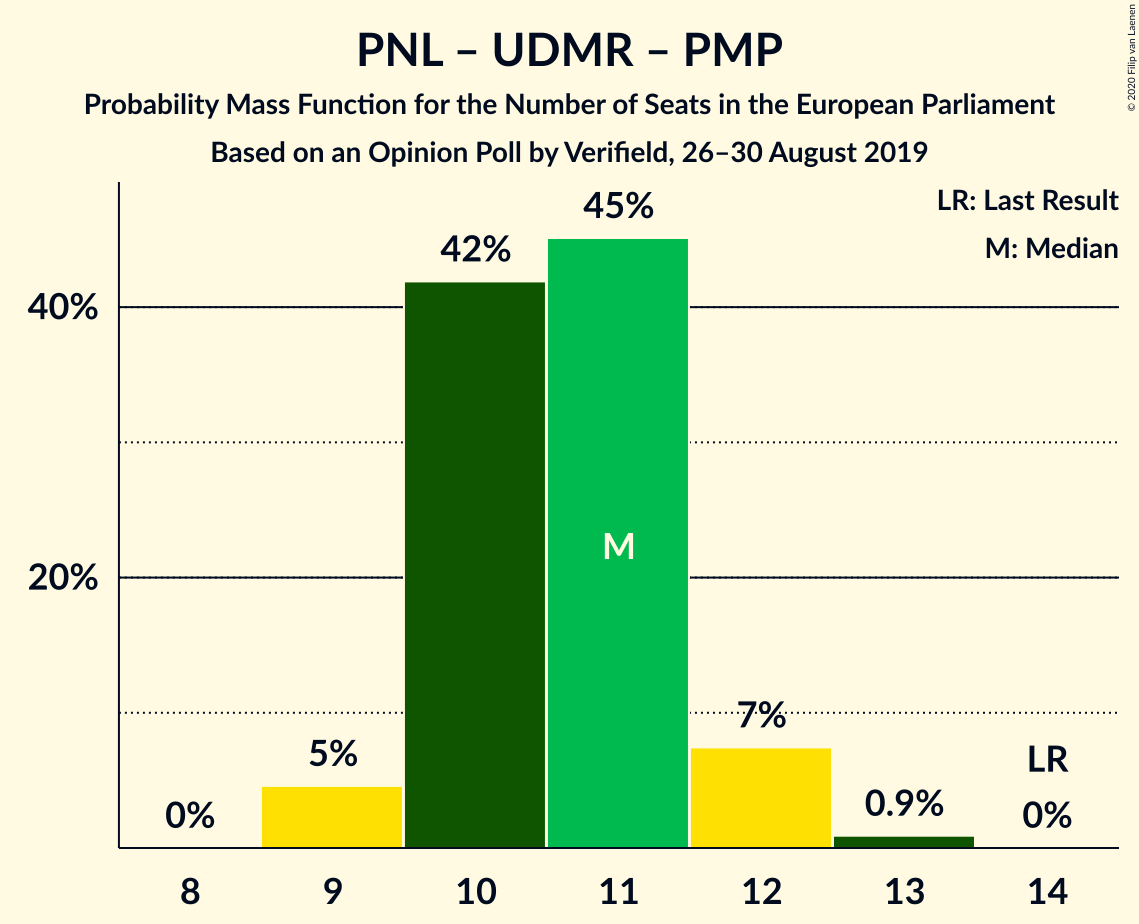 PNL – UDMR – PMP
Probability Mass Function for the Number of Seats in the European Parliament
Based on an Opinion Poll by Verifield, 26–30 August 2019
© 2020 Filip van Laenen
LR: Last Result
M: Median
40%
20%
0%
5%
42%
45%
M
7%
0.9%
LR
0%
8 9 10 11 12 13 14